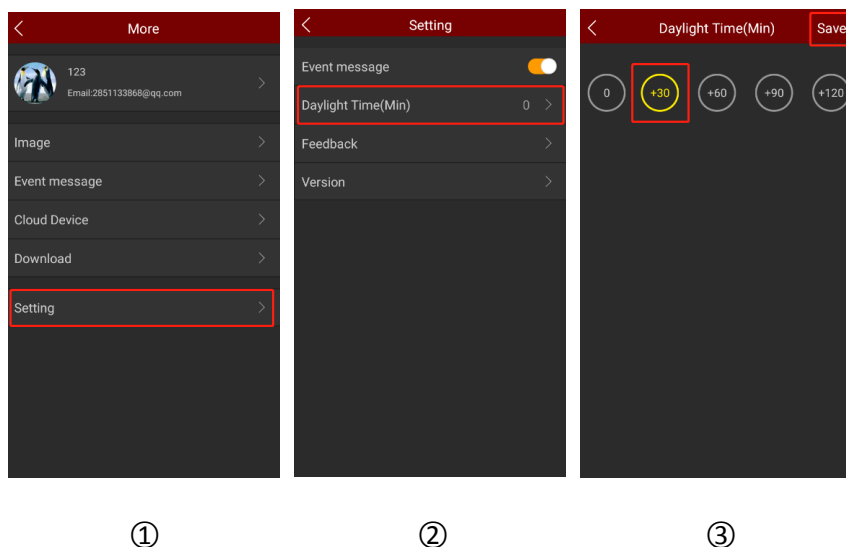 More
123
Email:2851133868@qq.com
Image
Event message
Cloud Device
Download
Setting
①
Setting
Event message
Daylight Time(Min) 0
Feedback
Version
②
Daylight Time(Min) Save
0 +30 +60 +90 +120
③